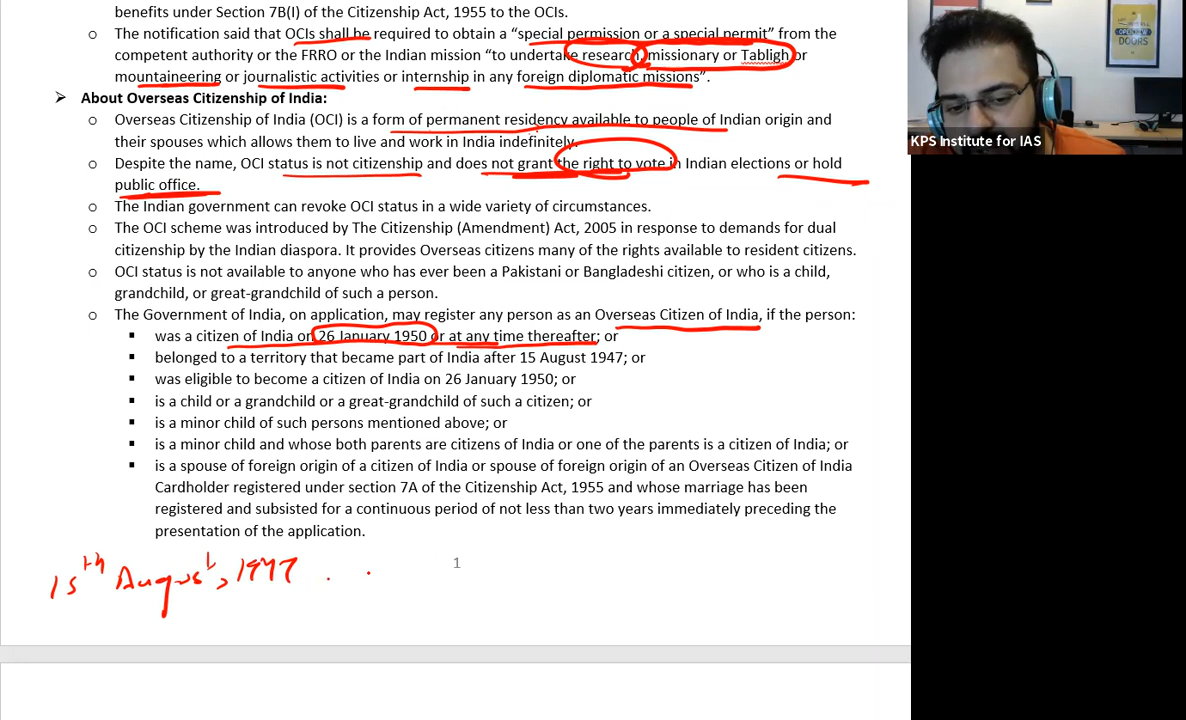 benefits under Section 7B(I) of the Citizenship Act, 1955 to the OCIs.
o The notification said that OCIs shall be required to obtain a “special permission or a special permit” from the
competent authority or the FRRO or the Indian mission “to undertake research, missionary or Tabligh or
mountaineering or journalistic activities or internship in any foreign diplomatic missions”.
➢ About Overseas Citizenship of India:
o Overseas Citizenship of India (OCI) is a form of permanent residency available to people of Indian origin and
their spouses which allows them to live and work in India indefinitely.
o Despite the name, OCI status is not citizenship and does not grant the right to vote in Indian elections or hold
public office.
o The Indian government can revoke OCI status in a wide variety of circumstances.
o The OCI scheme was introduced by The Citizenship (Amendment) Act, 2005 in response to demands for dual
citizenship by the Indian diaspora. It provides Overseas citizens many of the rights available to resident citizens.
o OCI status is not available to anyone who has ever been a Pakistani or Bangladeshi citizen, or who is a child,
grandchild, or great-grandchild of such a person.
o The Government of India, on application, may register any person as an Overseas Citizen of India, if the person:
▪ was a citizen of India on 26 January 1950 or at any time thereafter; or
▪ belonged to a territory that became part of India after 15 August 1947; or
▪ was eligible to become a citizen of India on 26 January 1950; or
▪ is a child or a grandchild or a great-grandchild of such a citizen; or
▪ is a minor child of such persons mentioned above; or
▪ is a minor child and whose both parents are citizens of India or one of the parents is a citizen of India; or
▪ is a spouse of foreign origin of a citizen of India or spouse of foreign origin of an Overseas Citizen of India
Cardholder registered under section 7A of the Citizenship Act, 1955 and whose marriage has been
registered and subsisted for a continuous period of not less than two years immediately preceding the
presentation of the application.
1
15th August, 1947
KPS Institute for IAS
DOORS